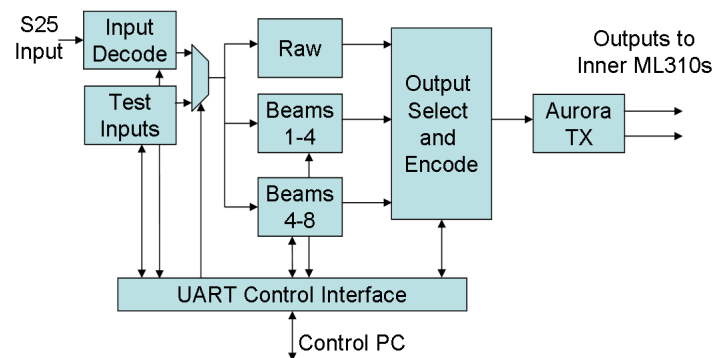 S25
Input
Input
Decode
Test
Inputs
Raw
Beams
1-4
Beams
4-8
Output
Select
and
Encode
Aurora
TX
Outputs to
Inner ML310s
UART Control Interface
Control PC